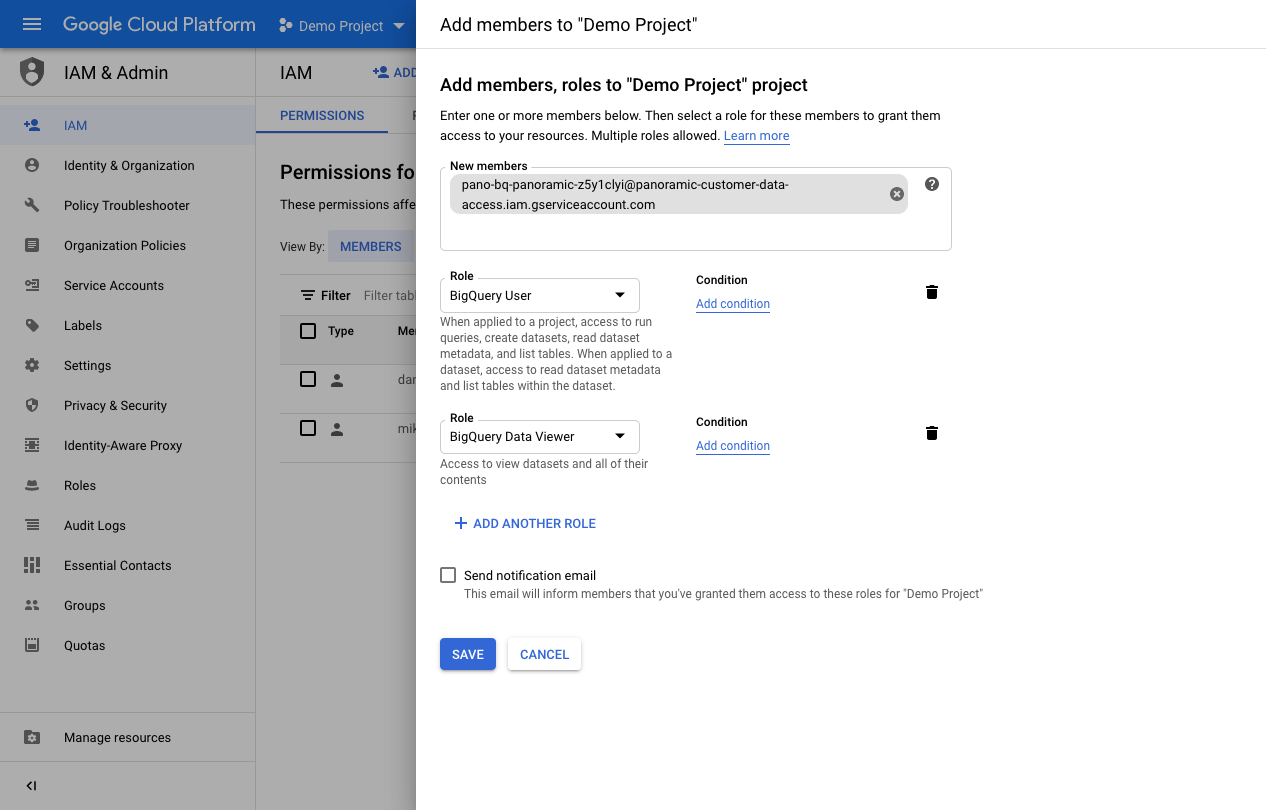 Google Cloud Platform
Demo Project
IAM & Admin
IAM
Identity & Organization
Policy Troubleshooter
Organization Policies
Service Accounts
Labels
Settings
Privacy & Security
Identity-Aware Proxy
Roles
Audit Logs
Essential Contacts
Groups
Quotas
Manage resources
IAM
ADD
PERMISSIONS
Permissions fo
These permissions affe
View By:
MEMBERS
Filter
Filter tabl
Type
Me
dar
mik
Add members to "Demo Project"
Add members, roles to "Demo Project" project
Enter one or more members below. Then select a role for these members to grant them
access to your resources. Multiple roles allowed. Learn more
New members
pano-bq-panoramic-z5y1clyi@panoramic-customer-data-
access.iam.gserviceaccount.com
Role
BigQuery User
Condition
Add condition
When applied to a project, access to run
queries, create datasets, read dataset
metadata, and list tables. When applied to a
dataset, access to read dataset metadata
and list tables within the dataset.
Role
BigQuery Data Viewer
Condition
Add condition
Access to view datasets and all of their
contents
ADD ANOTHER ROLE
Send notification email
This email will inform members that you've granted them access to these roles for "Demo Project"
SAVE
CANCEL